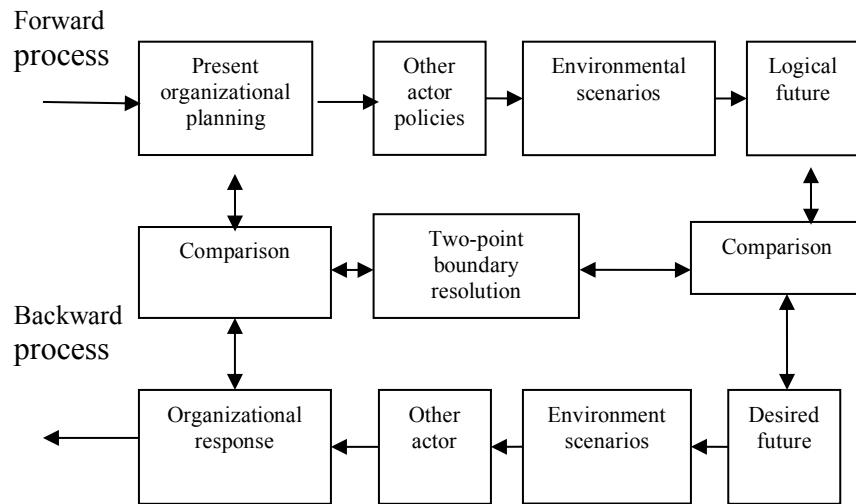 Forward
process
Present
organizational
planning
Other
actor
policies
Environmental
scenarios
Logical
future
Comparison
Two-point
boundary
resolution
Comparison
Backward
process
Organizational
response
Other
actor
Environment
scenarios
Desired
future